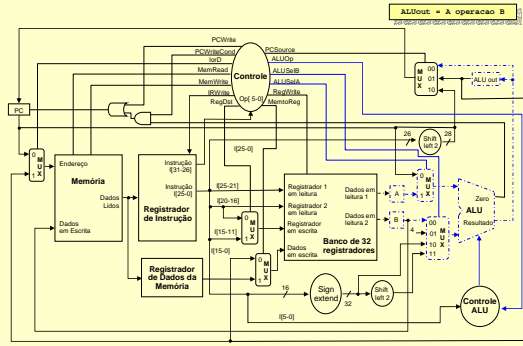 ALUout = A operacao B
PCWrite
PCWriteCond
IorD
MemRead
MemWrite
IRWrite
RegDst
Controle
Op[ 5-0]
PCSource
ALUOp
ALUSelB
ALUSelA
RegWrite
MemtoReg
M
U
X
00
01
10
ALU out
PC
I[25-0]
26
Shift
left 2
28
0
M
U
X
1
Endereço
Memória
Dados
Lidos
Dados
em Escrita
Instrução
I[31-26]
Instrução
I[25-0]
Registrador
de Instrução
I[25-21]
I[20-16]
I[15-11]
0
M
U
X
1
I[15-0]
0
M
U
X
1
Registrador
de Dados da
Memória
Registrador 1
em leitura
Registrador 2
em leitura
Registrador
em escrita
Dados
em escrita
Dados em
leitura 1
Dados em
leitura 2
Banco de 32
registradores
A
B
0
M
U
X
1
4
00
01
10
11
M
U
X
Zero
ALU
Resultado
16
Sign
extend
32
Shift
left 2
I[5-0]
Controle
ALU